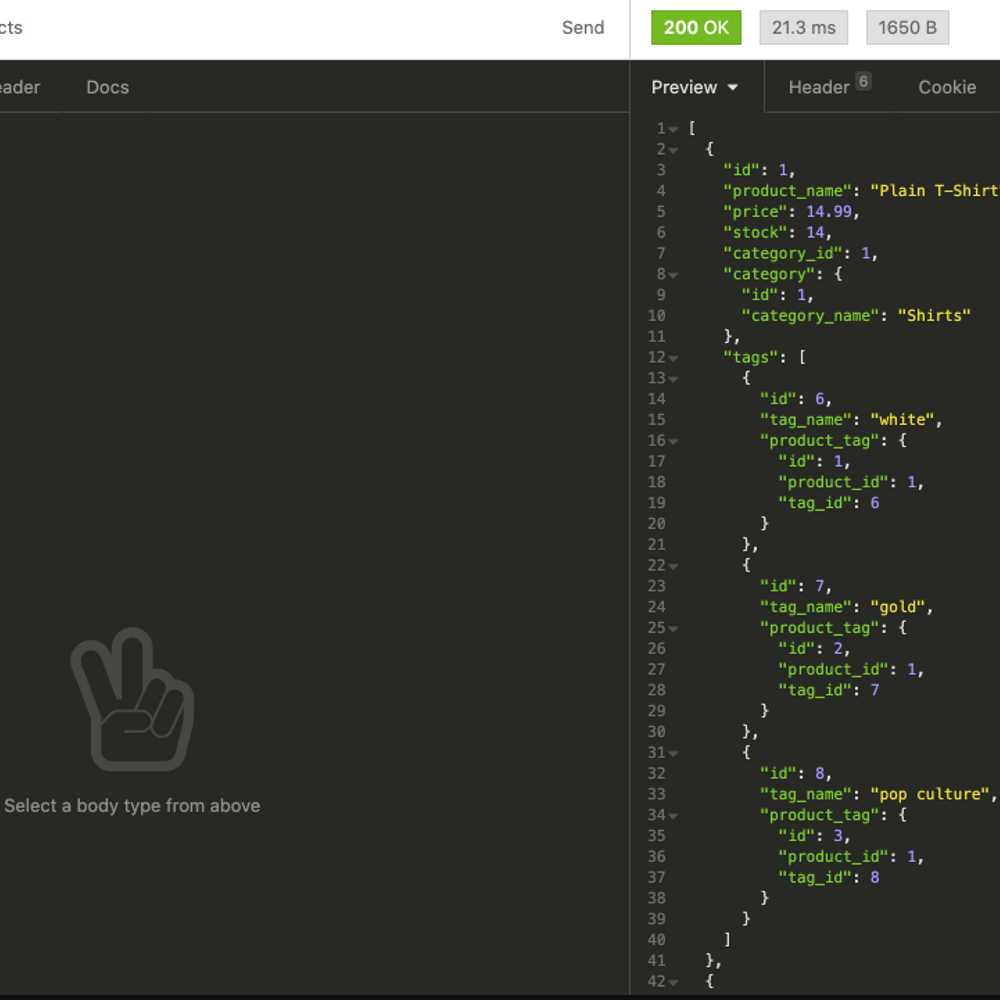 cts
Send
200 OK
21.3 ms
1650 B
eader
Docs
Preview
Header 6
Cookie
1 [
2 {
3 "id": 1,
4 "product_name": "Plain T-Shirt
5 "price": 14.99,
6 "stock": 14,
7 "category_id": 1,
8 "category": {
9 "id": 1,
10 "category_name": "Shirts"
11 },
12 "tags": [
13 {
14 "id": 6,
15 "tag_name": "white",
16 "product_tag": {
17 "id": 1,
18 "product_id": 1,
19 "tag_id": 6
20 }
21 },
22 {
23 "id": 7,
24 "tag_name": "gold",
25 "product_tag": {
26 "id": 2,
27 "product_id": 1,
28 "tag_id": 7
29 }
30 },
31 {
32 "id": 8,
33 "tag_name": "pop culture",
34 "product_tag": {
35 "id": 3,
36 "product_id": 1,
37 "tag_id": 8
38 }
39 }
40 ]
41 },
42 {
Select a body type from above